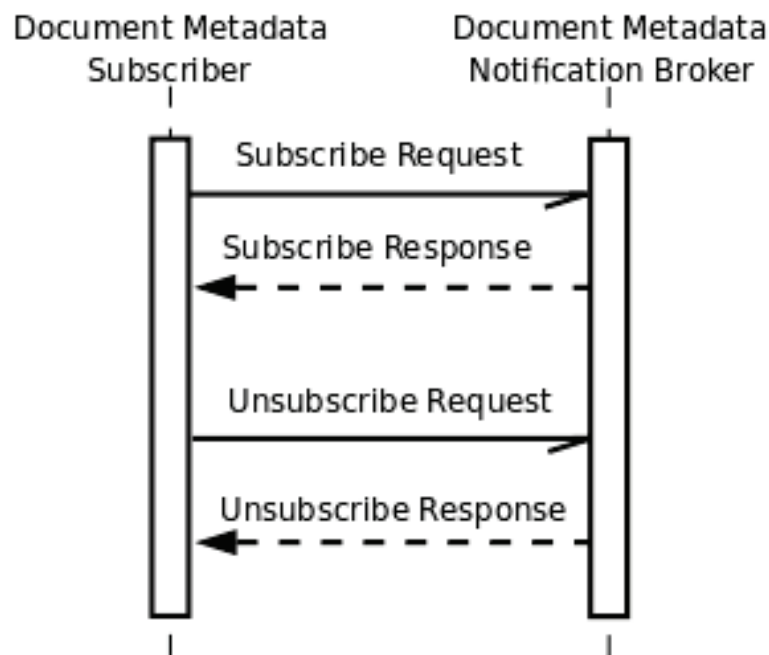 Document Metadata
Subscriber
Document Metadata
Notification Broker
Subscribe Request
Subscribe Response
Unsubscribe Request
Unsubscribe Response